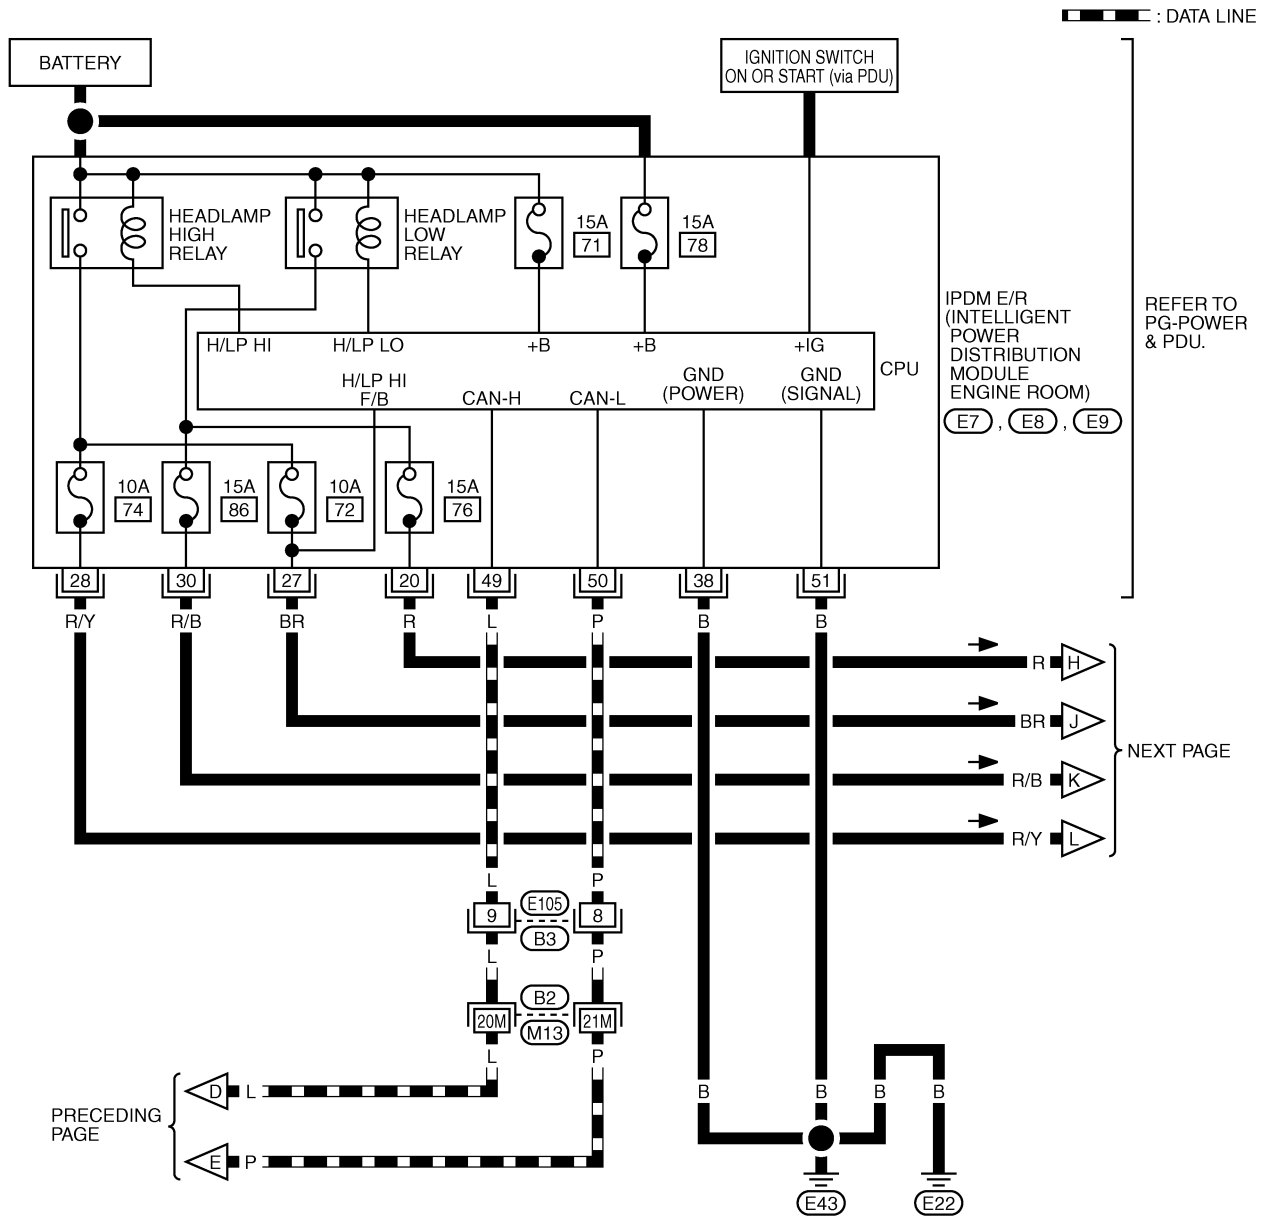 : DATA LINE
BATTERY
IGNITION SWITCH
ON OR START (via PDU)
HEADLAMP
HIGH
RELAY
HEADLAMP
LOW
RELAY
15A
71
15A
78
IPDM E/R
(INTELLIGENT
POWER
DISTRIBUTION
MODULE
ENGINE ROOM)
E7 , E8 , E9
REFER TO
PG-POWER
& PDU.
H/LP HI
H/LP LO
+B
+B
+IG
CPU
H/LP HI
F/B
CAN-H
CAN-L
GND
(POWER)
GND
(SIGNAL)
10A
74
15A
86
10A
72
15A
76
28
30
27
20
49
50
38
51
R/Y
R/B
BR
R
L
P
B
B
R H
BR J
R/B K
R/Y L
NEXT PAGE
L
P
9
E105
8
B3
L
P
B2
20M
21M
M13
L
P
PRECEDING
PAGE
D L
E P
B
B
B
B
E43
E22